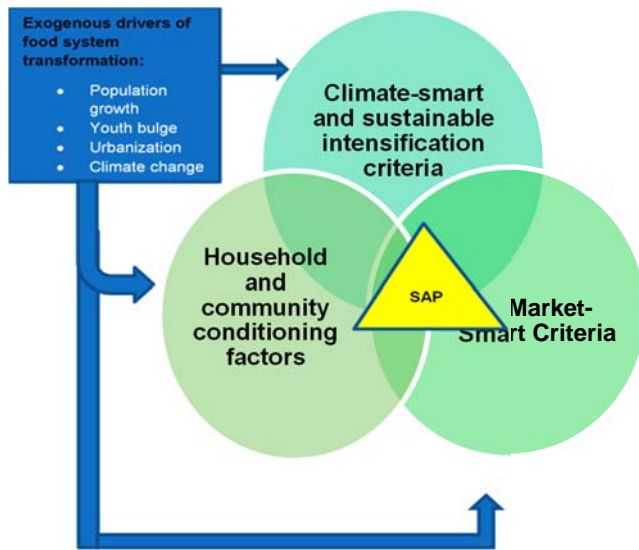 Exogenous drivers of
food system
transformation:
• Population
growth
• Youth bulge
• Urbanization
• Climate change
Climate-smart
and sustainable
intensification
criteria
Household
and
community
conditioning
factors
SAP
Market-
Smart Criteria